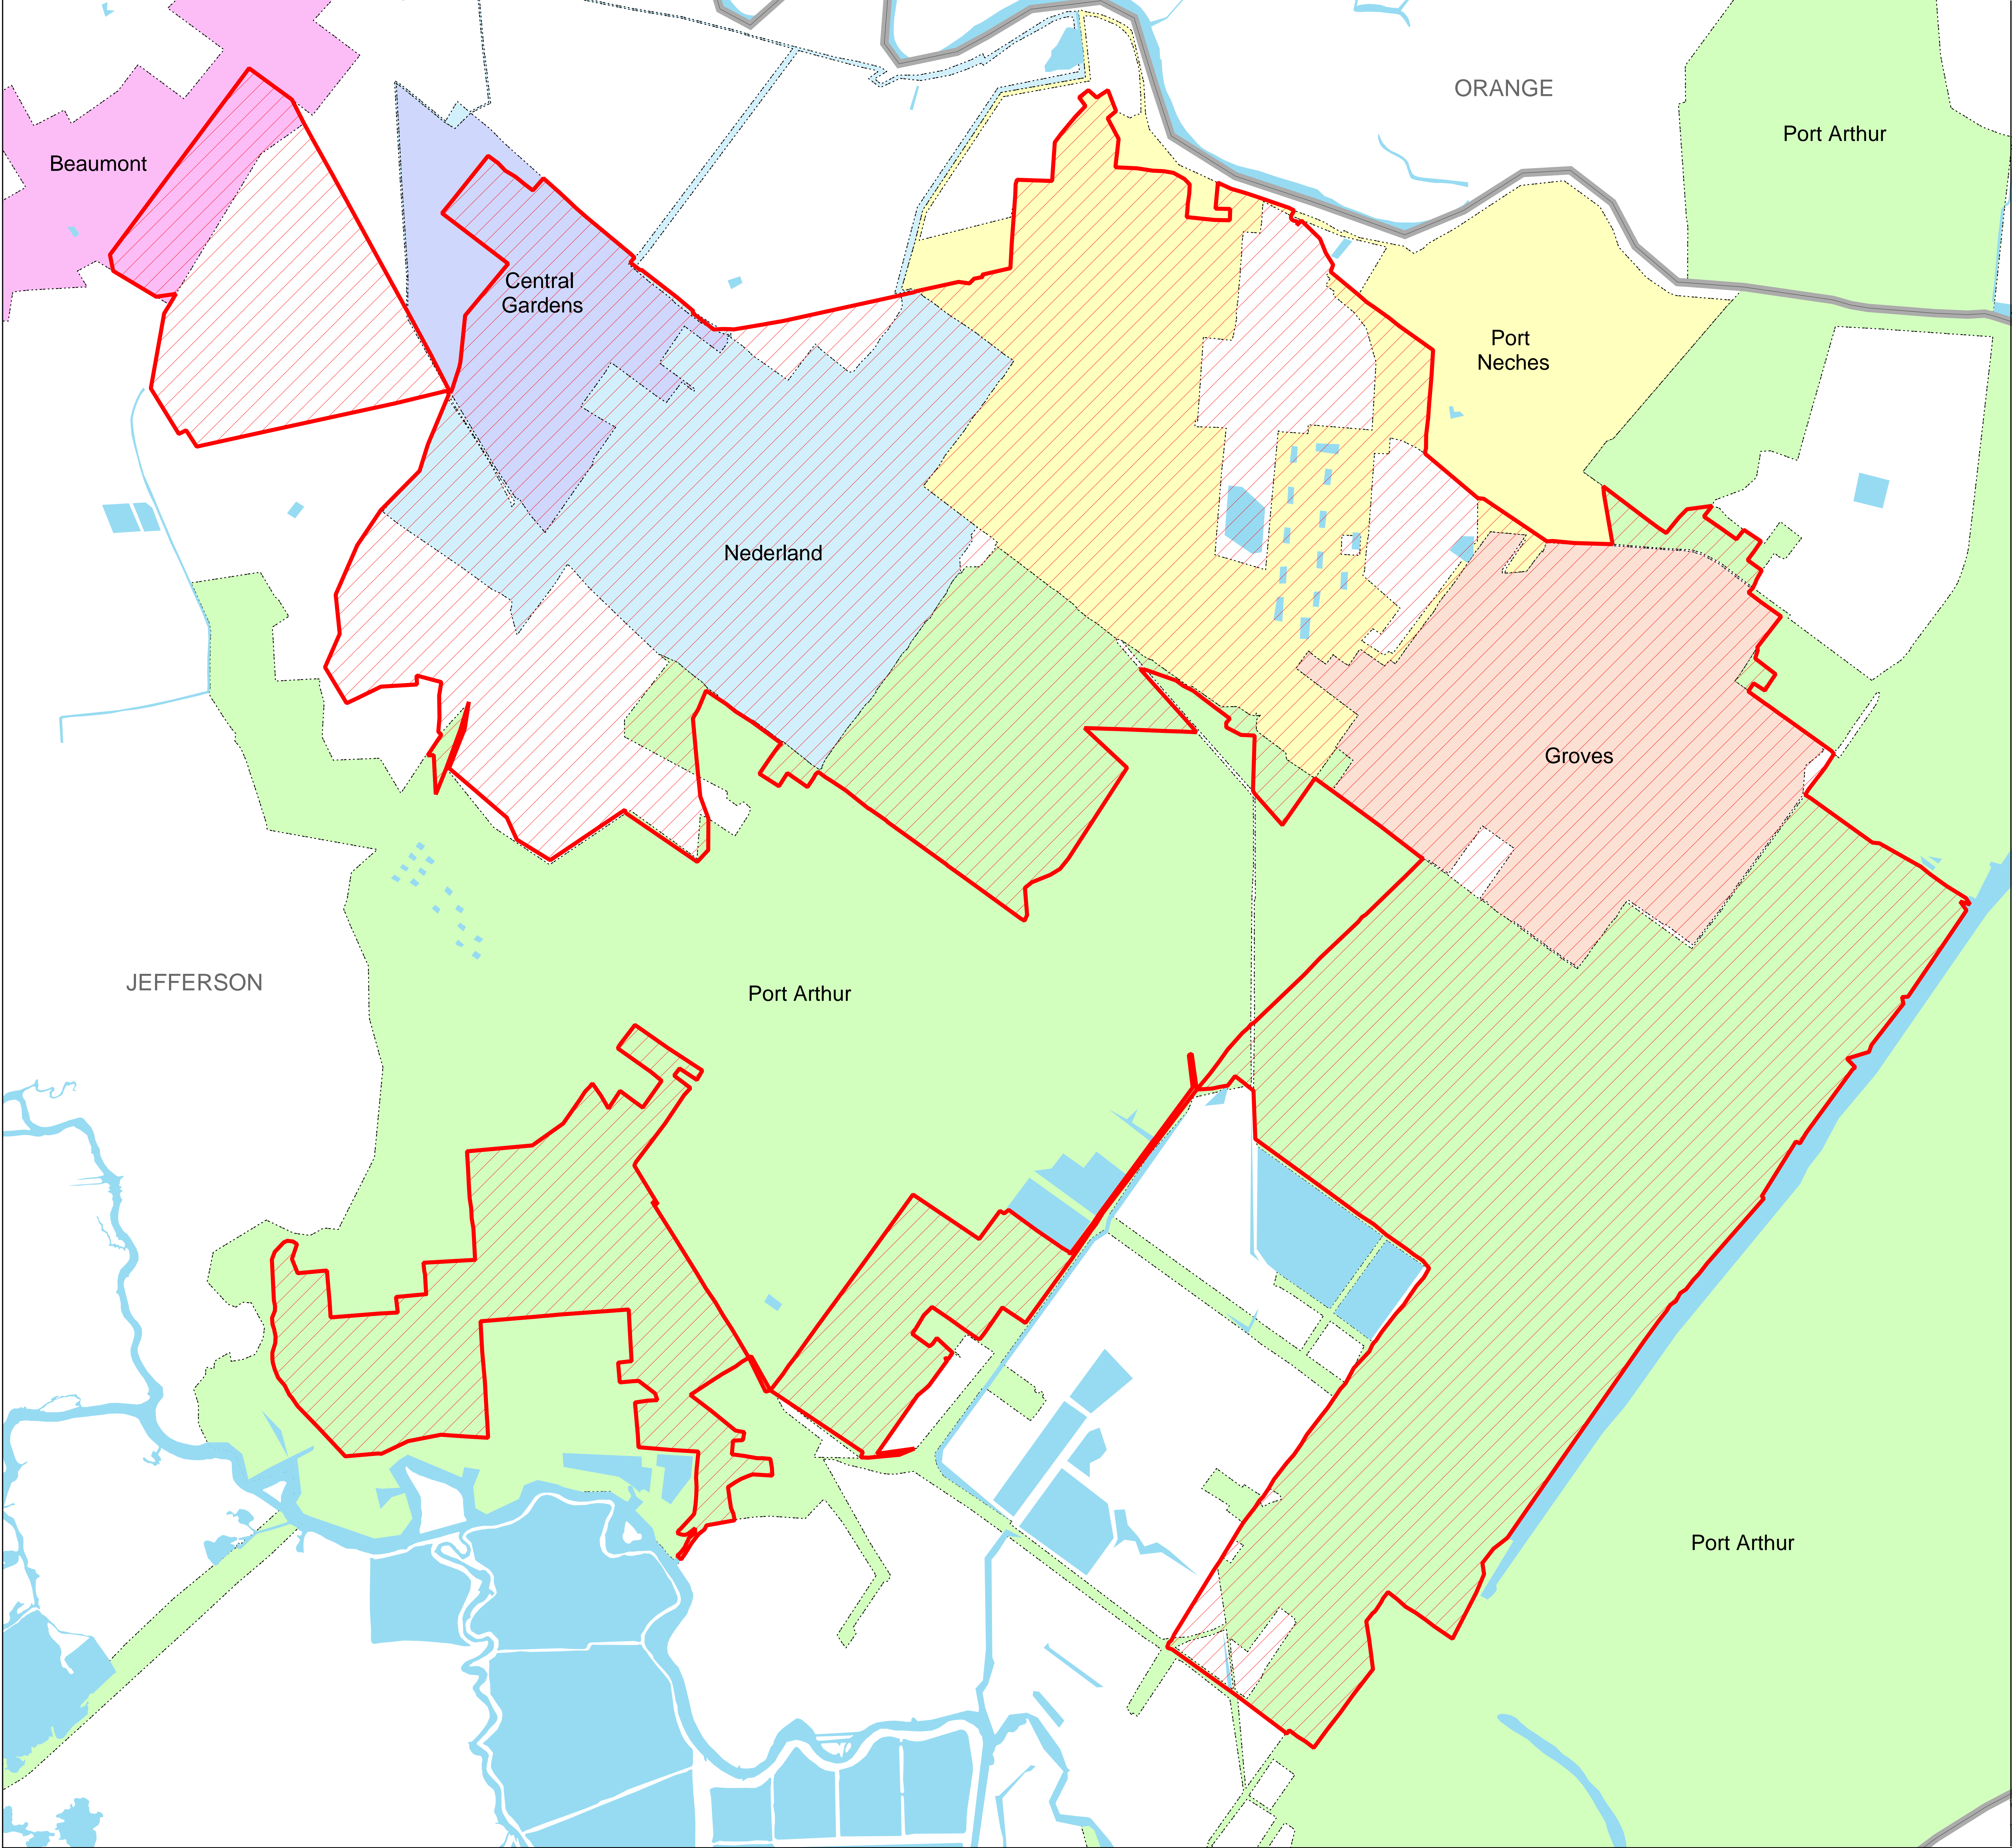 ORANGE
Port Arthur
Beaumont
Central
Gardens
Port
Neches
Nederland
Groves
JEFFERSON
Port Arthur
Port Arthur